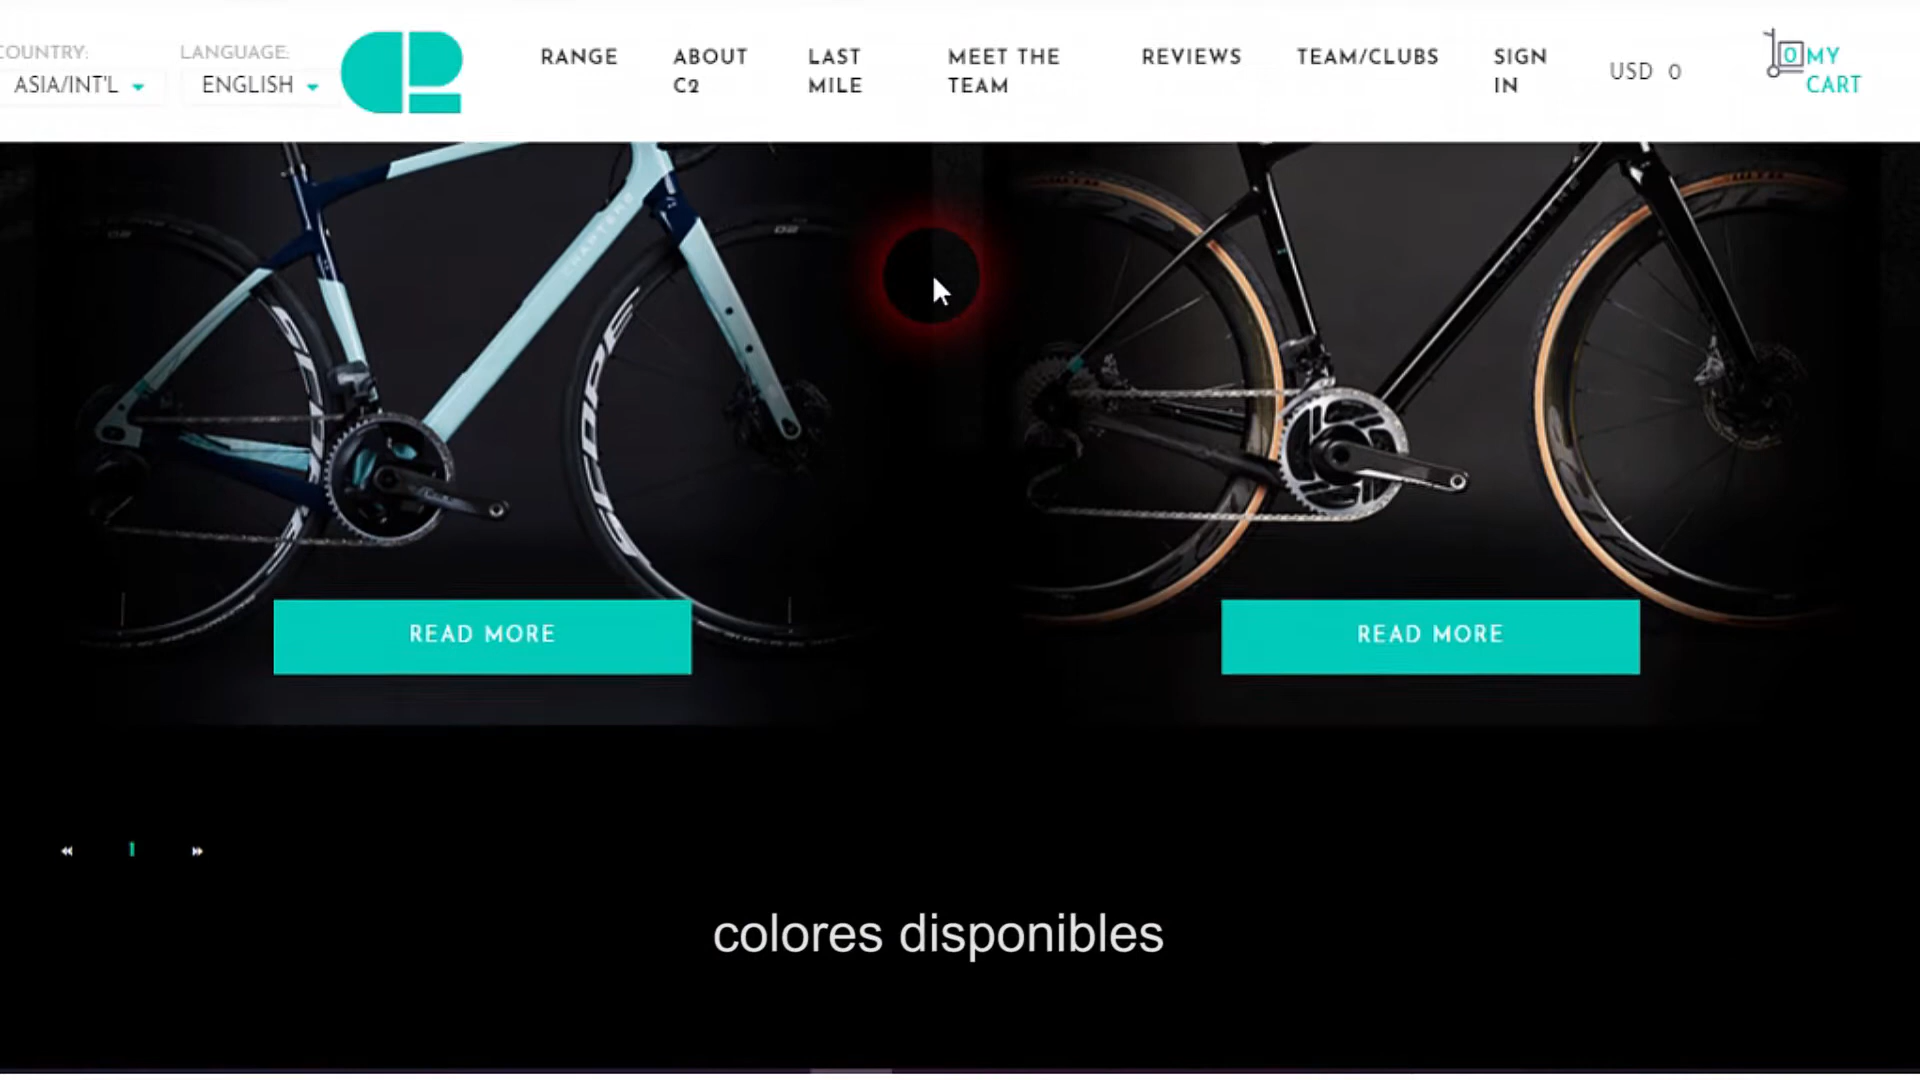 COUNTRY:
ASIA/INT'L
LANGUAGE:
ENGLISH
RANGE
ABOUT
C2
LAST
MILE
MEET THE
TEAM
REVIEWS
TEAM/CLUBS
SIGN
IN
USD 0
0
MY
CART
SCOPE
READ MORE
READ MORE
1
colores disponibles